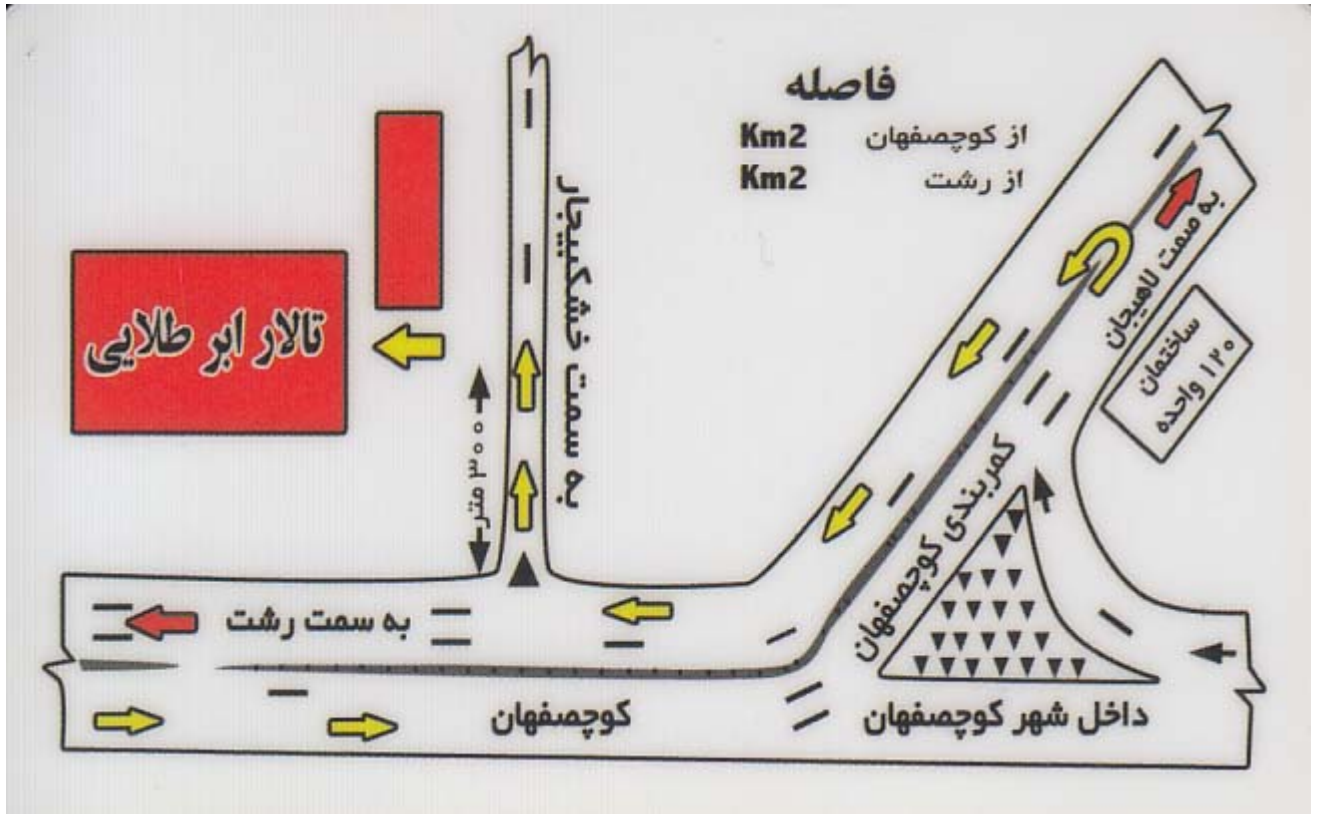 فاصله
از کوچصفهان Km2
از رشت Km2
به سمت لاهیجان
ساختمان
۱۲۰ واحده
به سمت خشکبیجار
تالار ابر طلایی
۳۰۰ متر
کمربندی کوچصفهان
به سمت رشت
کوچصفهان
داخل شهر کوچصفهان